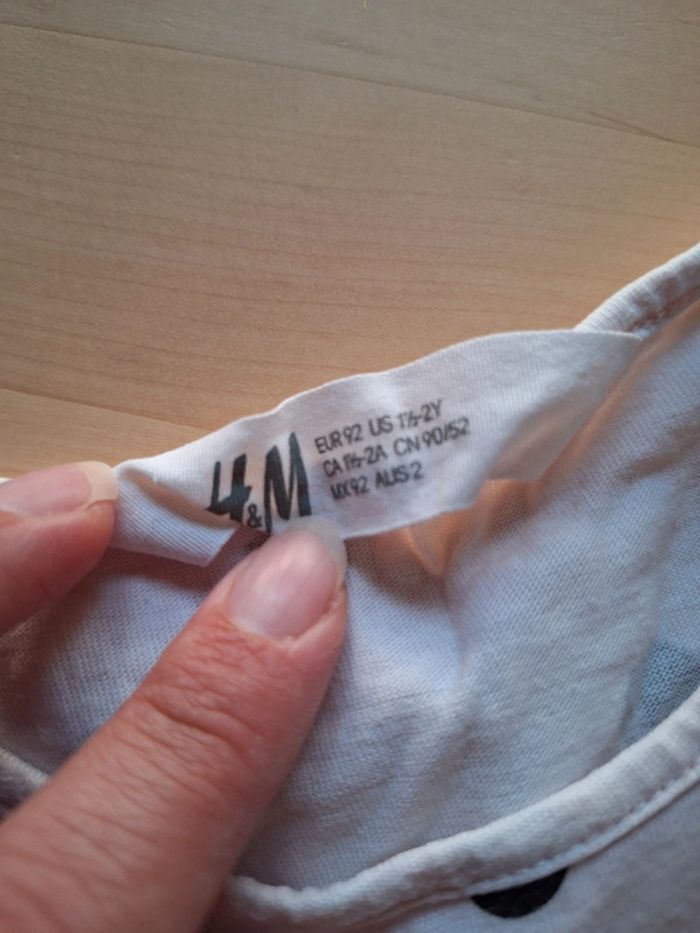 H&M
EUR 92 US 1½-2Y
CA 1½-2A CN 90/52
MX 92 AUS 2